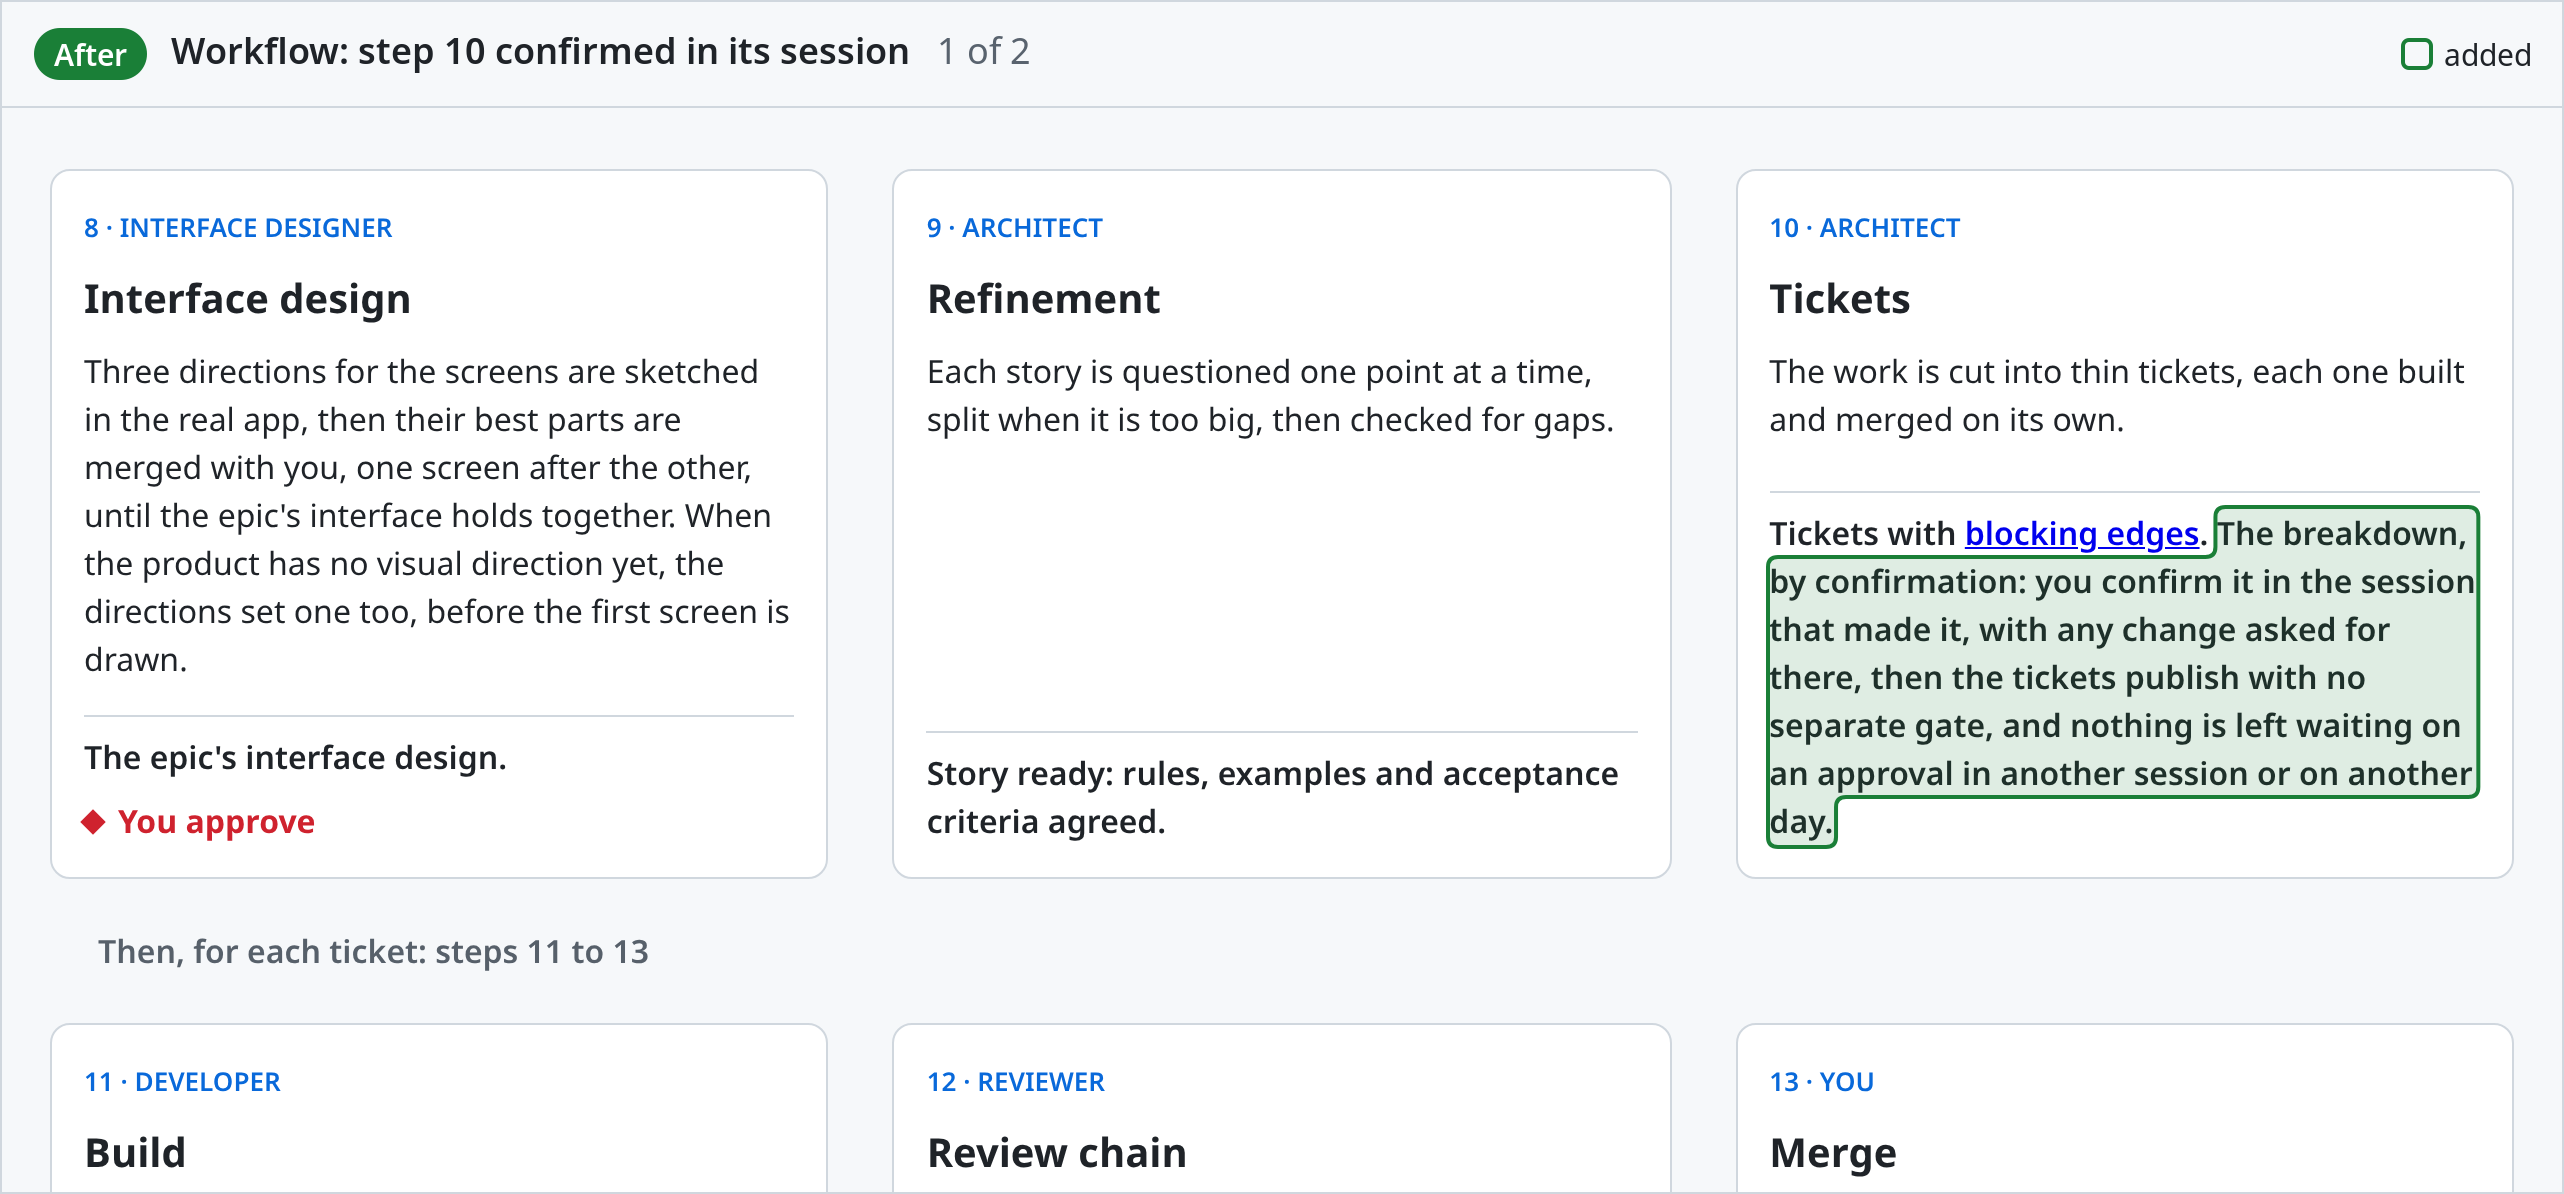 After
Workflow: step 10 confirmed in its session
1 of 2
added
8 · INTERFACE DESIGNER
Interface design
Three directions for the screens are sketched
in the real app, then their best parts are
merged with you, one screen after the other,
until the epic's interface holds together. When
the product has no visual direction yet, the
directions set one too, before the first screen is
drawn.
The epic's interface design.
◆ You approve
9 · ARCHITECT
Refinement
Each story is questioned one point at a time,
split when it is too big, then checked for gaps.
Story ready: rules, examples and acceptance
criteria agreed.
10 · ARCHITECT
Tickets
The work is cut into thin tickets, each one built
and merged on its own.
Tickets with blocking edges. The breakdown,
by confirmation: you confirm it in the session
that made it, with any change asked for
there, then the tickets publish with no
separate gate, and nothing is left waiting on
an approval in another session or on another
day.
Then, for each ticket: steps 11 to 13
11 · DEVELOPER
Build
12 · REVIEWER
Review chain
13 · YOU
Merge